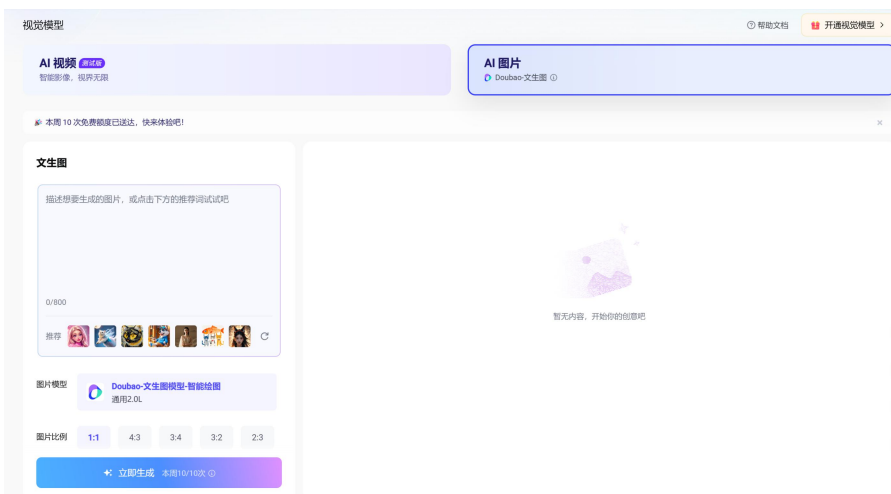 视觉模型
帮助文档
开通视觉模型
AI 视频 测试版
智能影像，视界无限
AI 图片
Doubao-文生图
本周 10 次免费额度已送达，快来体验吧！
文生图
描述想要生成的图片，或点击下方的推荐词试试吧
0/800
推荐
图片模型
Doubao-文生图模型-智能绘图
通用2.0L
图片比例 1:1 4:3 3:4 3:2 2:3
立即生成 本周10/10次
暂无内容，开始你的创意吧